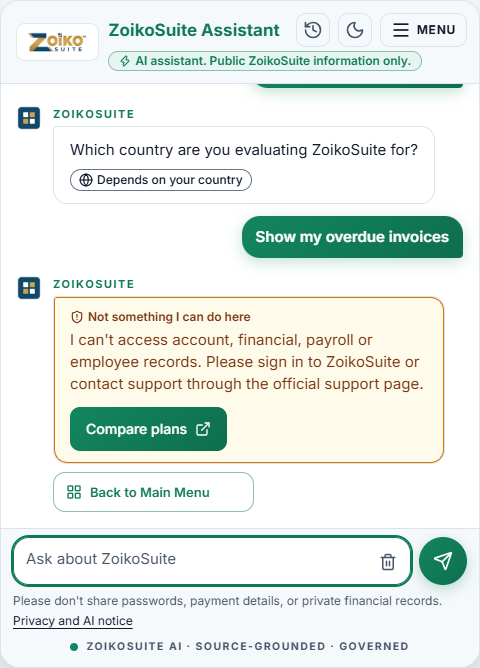 ZOiKO™
SUITE
ZoikoSuite Assistant
MENU
AI assistant. Public ZoikoSuite information only.
ZOIKOSUITE
Which country are you evaluating ZoikoSuite for?
Depends on your country
Show my overdue invoices
ZOIKOSUITE
Not something I can do here
I can't access account, financial, payroll or
employee records. Please sign in to ZoikoSuite or
contact support through the official support page.
Compare plans
Back to Main Menu
Ask about ZoikoSuite
Please don't share passwords, payment details, or private financial records.
Privacy and AI notice
ZOIKOSUITE AI · SOURCE-GROUNDED · GOVERNED